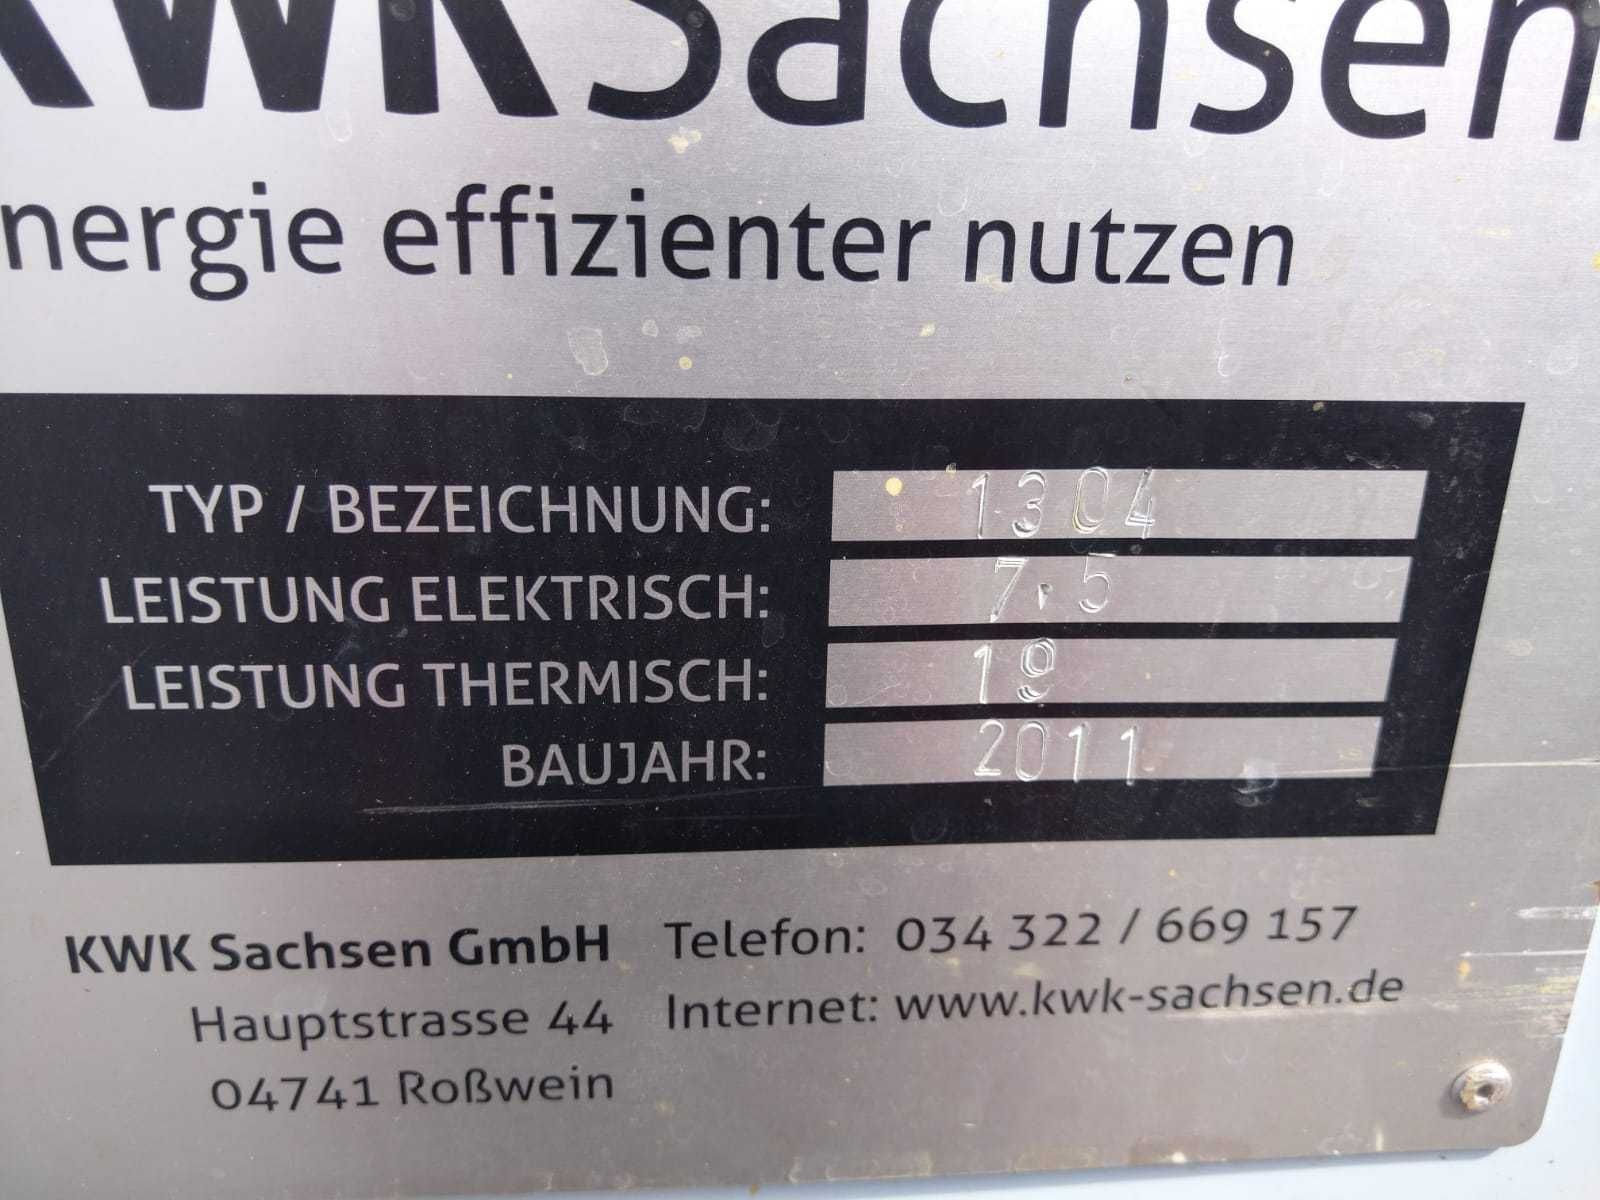 KWK Sachsen
nergie effizienter nutzen
TYP / BEZEICHNUNG: 1304
LEISTUNG ELEKTRISCH: 7.5
LEISTUNG THERMISCH: 19
BAUJAHR: 2011
KWK Sachsen GmbH Telefon: 034 322 / 669 157
Hauptstrasse 44 Internet: www.kwk-sachsen.de
04741 Roßwein